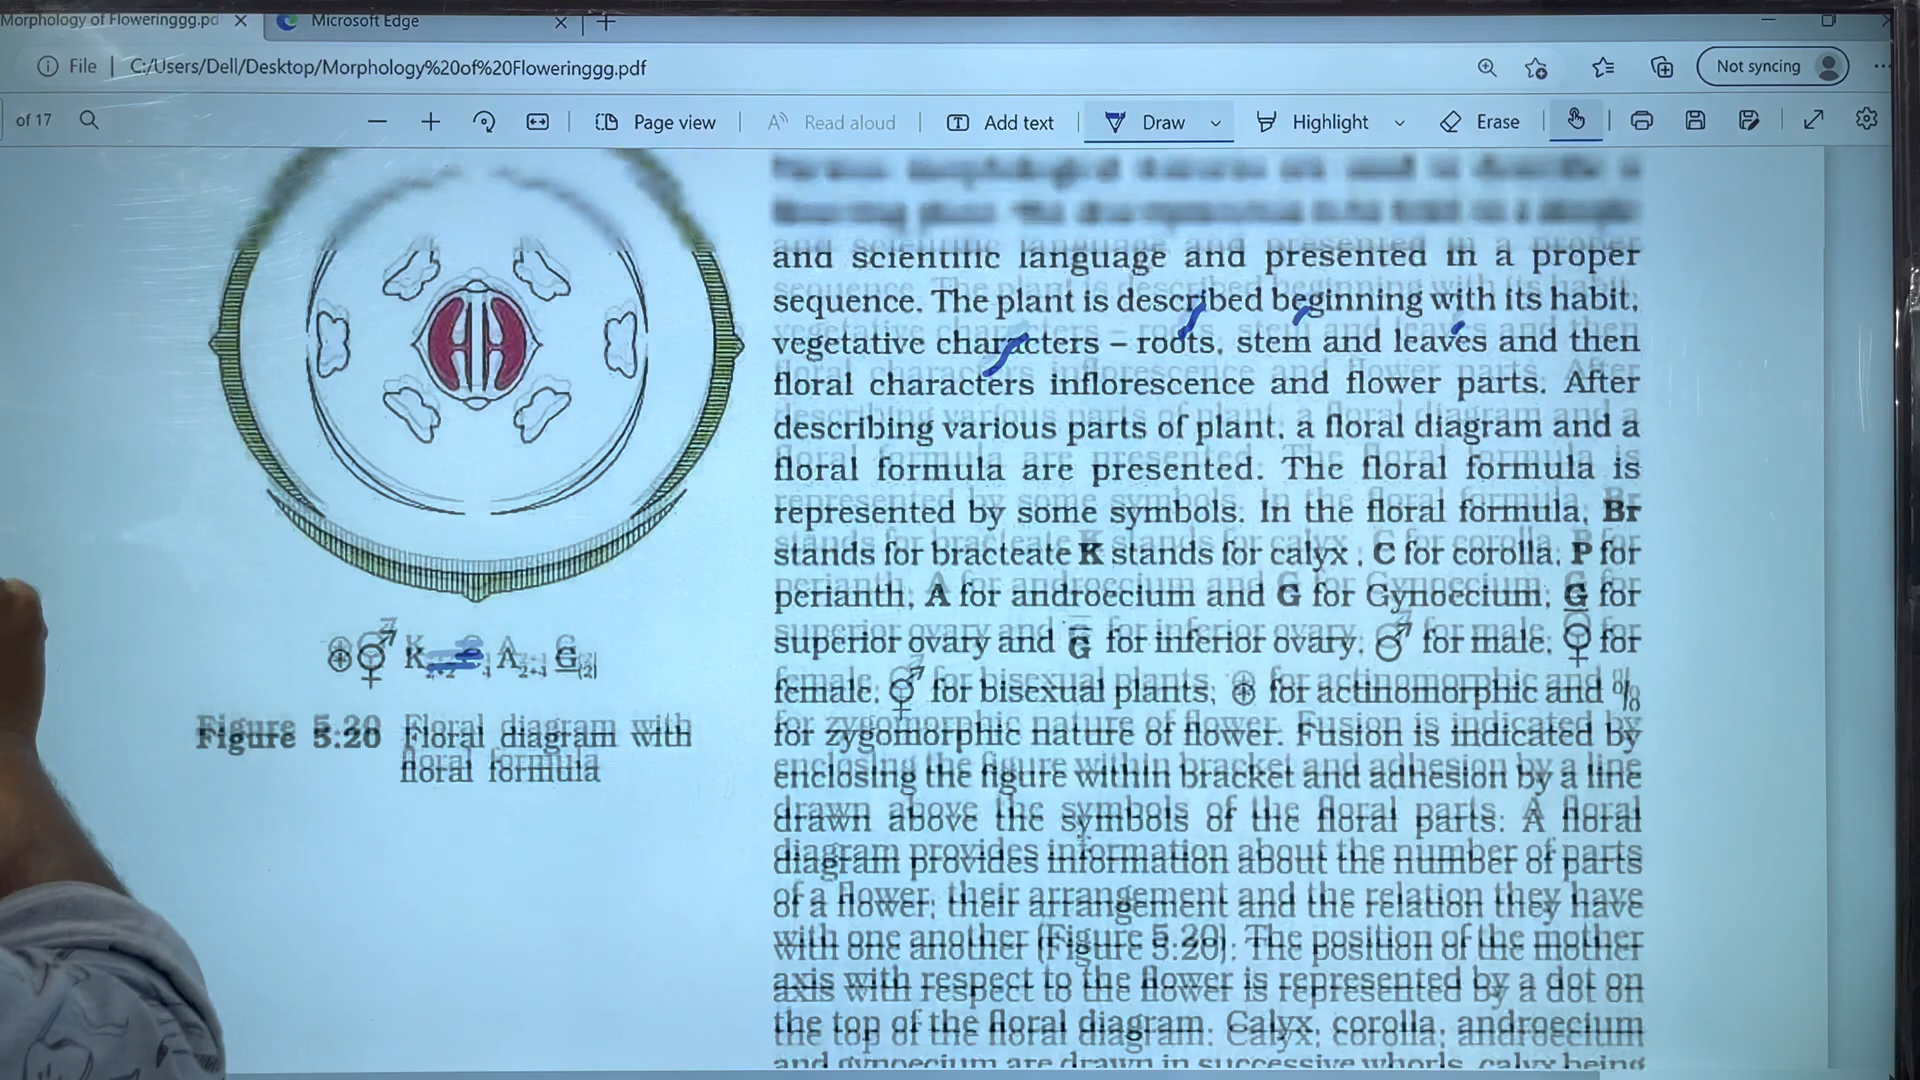 Morphology of Floweringgg.pd
Microsoft Edge
File
C:/Users/Dell/Desktop/Morphology%20of%20Floweringgg.pdf
Not syncing
of 17
Page view
Read aloud
Add text
Draw
Highlight
Erase
and scientific language and presented in a proper
sequence. The plant is described beginning with its habit,
vegetative characters – roots, stem and leaves and then
floral characters inflorescence and flower parts. After
describing various parts of plant, a floral diagram and a
floral formula are presented. The floral formula is
represented by some symbols. In the floral formula, Br
stands for bracteate K stands for calyx , C for corolla, P for
perianth, A for androecium and G for Gynoecium, G̲ for
superior ovary and G̅ for inferior ovary, ♂ for male, ♀ for
female, ⚥ for bisexual plants, ⊕ for actinomorphic and %
for zygomorphic nature of flower. Fusion is indicated by
enclosing the figure within bracket and adhesion by a line
drawn above the symbols of the floral parts. A floral
diagram provides information about the number of parts
of a flower, their arrangement and the relation they have
with one another (Figure 5.20). The position of the mother
axis with respect to the flower is represented by a dot on
the top of the floral diagram. Calyx, corolla, androecium
and gynoecium are drawn in successive whorls, calyx being
⊕ ⚥ K A G̲
Figure 5.20 Floral diagram with
floral formula